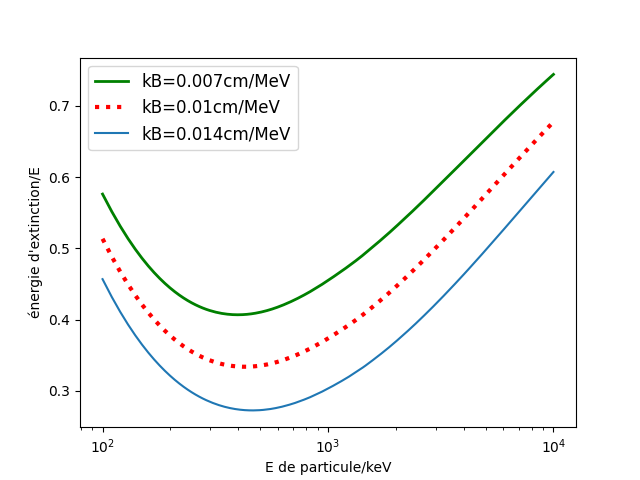 kB=0.007cm/MeV
kB=0.01cm/MeV
kB=0.014cm/MeV
0.7
0.6
0.5
0.4
0.3
énergie d'extinction/E
10²
10³
10⁴
E de particule/keV